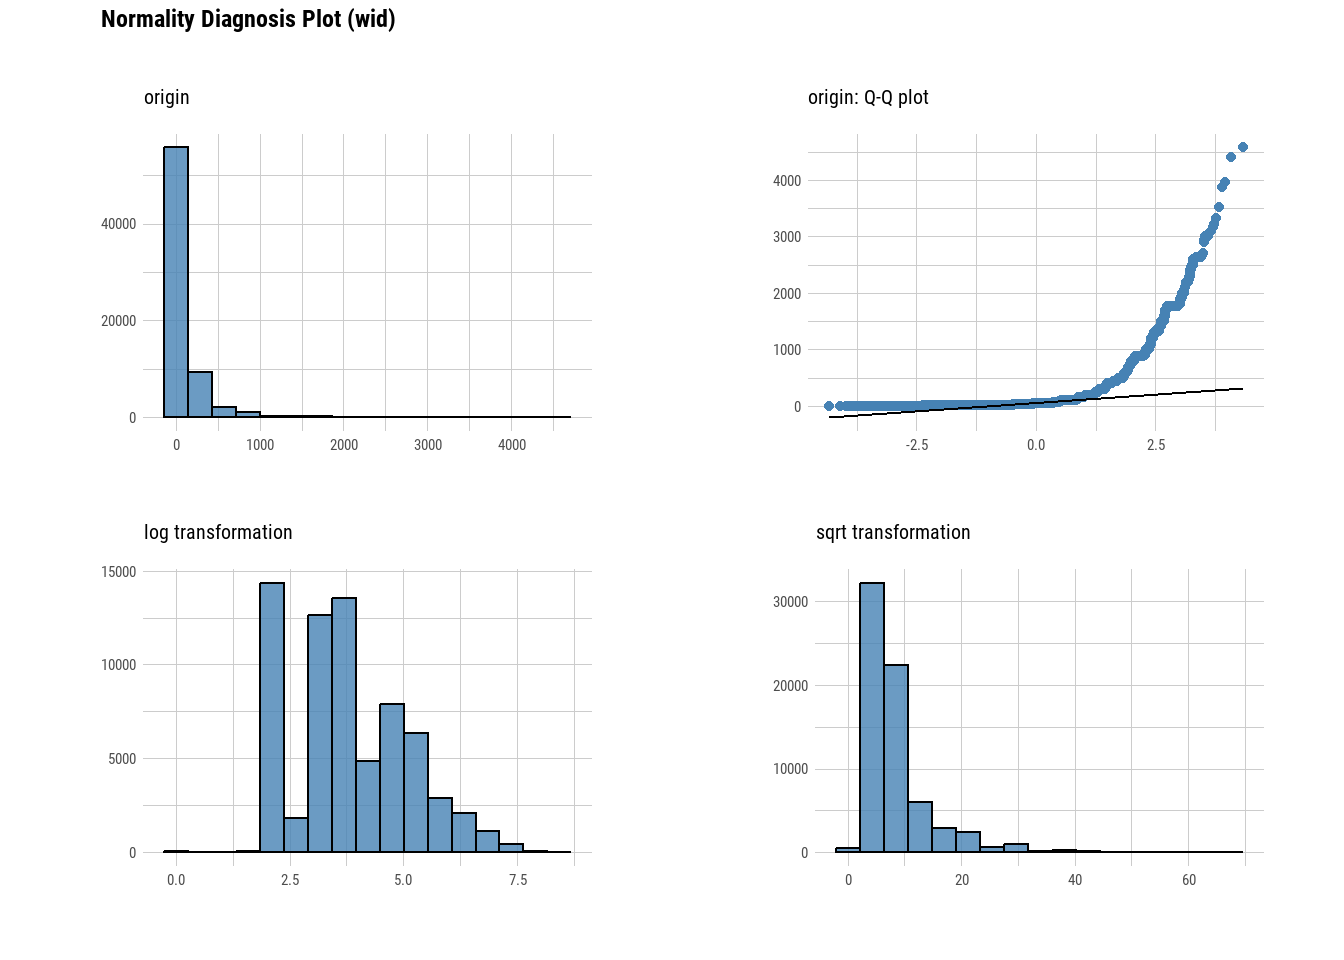 Normality Diagnosis Plot (wid)
origin
40000
20000
0
0 1000 2000 3000 4000
origin: Q-Q plot
4000
3000
2000
1000
0
-2.5 0.0 2.5
log transformation
15000
10000
5000
0
0.0 2.5 5.0 7.5
sqrt transformation
30000
20000
10000
0
0 20 40 60